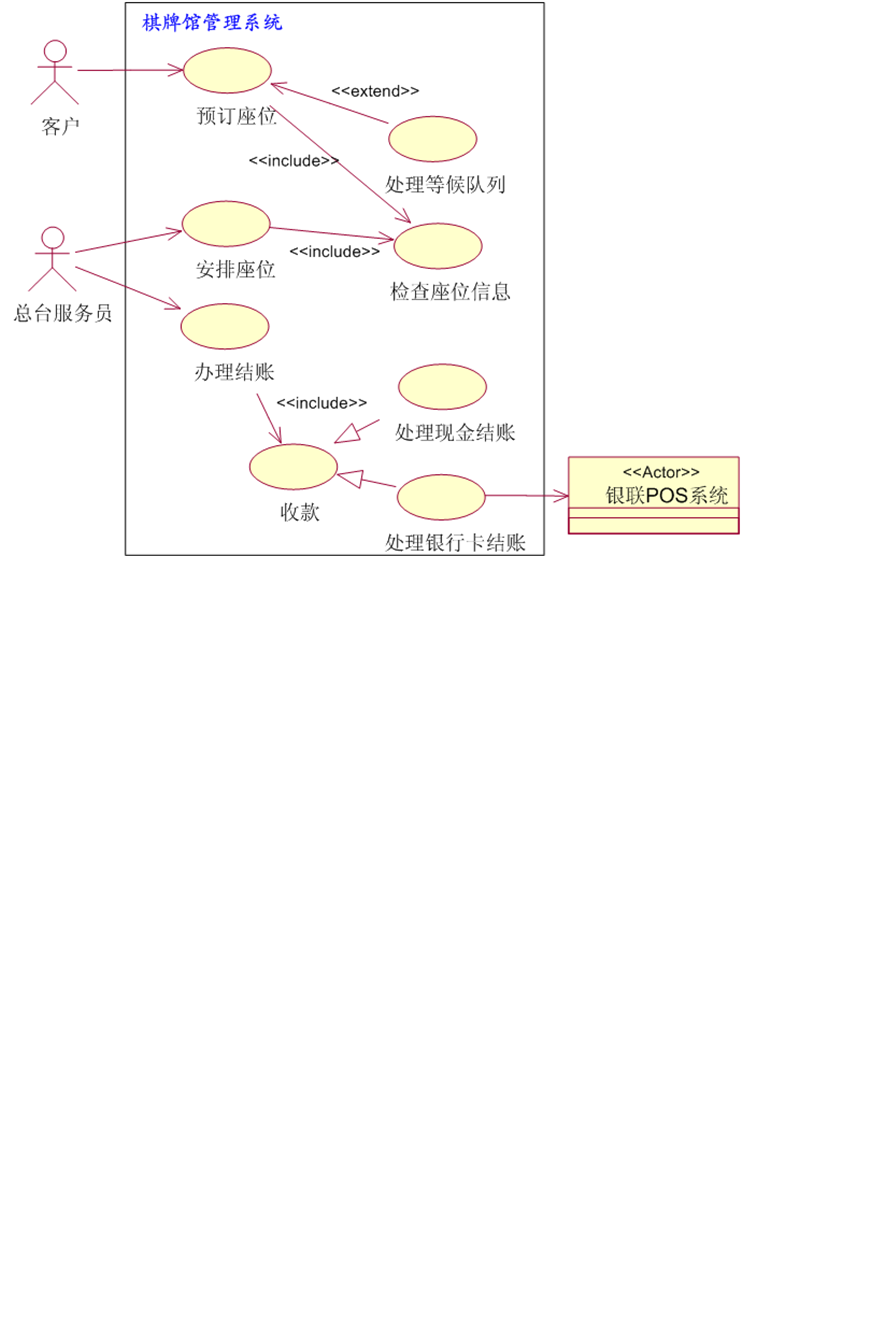 棋牌馆管理系统
客户
预订座位
<<extend>>
处理等候队列
<<include>>
总台服务员
安排座位
<<include>>
检查座位信息
办理结账
<<include>>
处理现金结账
收款
处理银行卡结账
<<Actor>>
银联POS系统